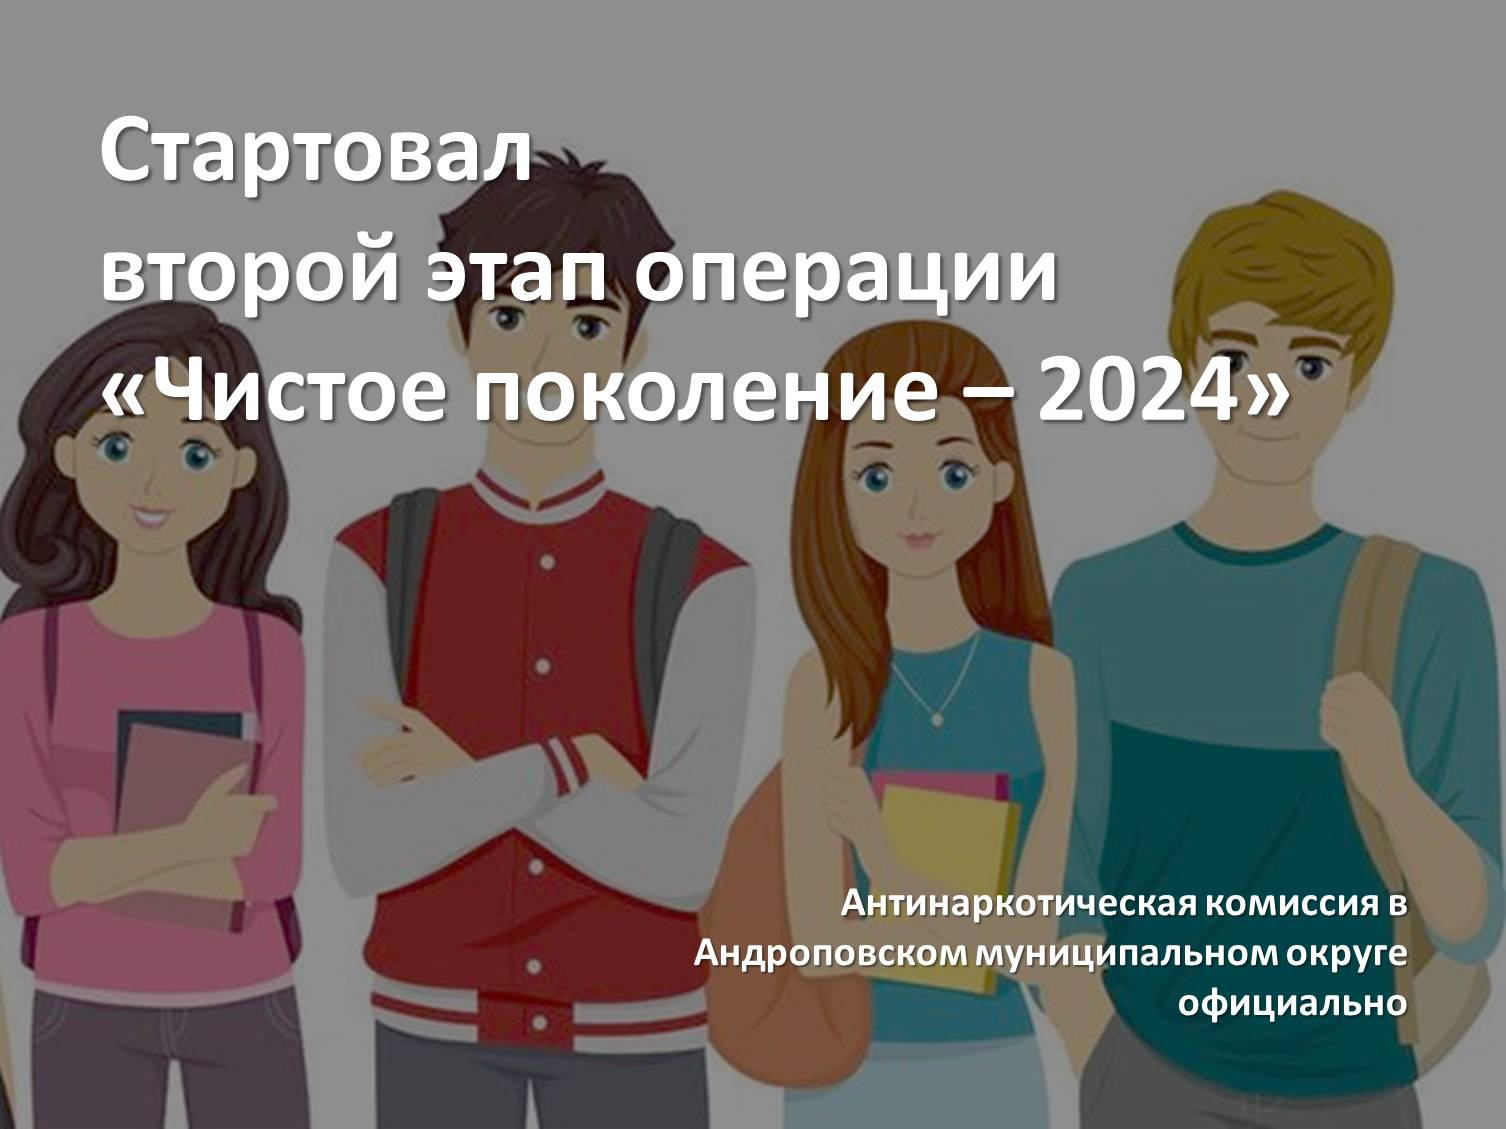 Стартовал
второй этап операции
«Чистое поколение – 2024»
Антинаркотическая комиссия в
Андроповском муниципальном округе
официально